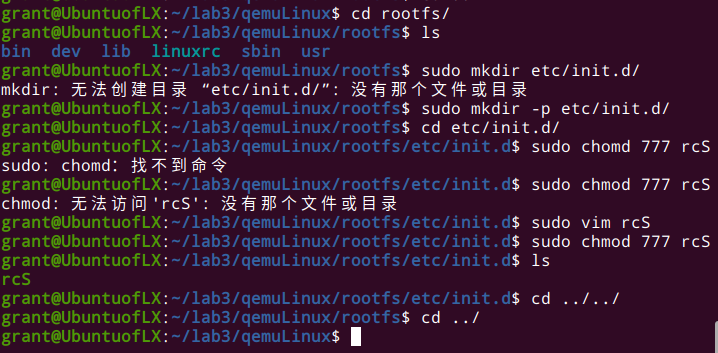 grant@UbuntuofLX:~/lab3/qemuLinux$ cd rootfs/
grant@UbuntuofLX:~/lab3/qemuLinux/rootfs$ ls
bin  dev  lib  linuxrc  sbin  usr
grant@UbuntuofLX:~/lab3/qemuLinux/rootfs$ sudo mkdir etc/init.d/
mkdir: 无法创建目录 “etc/init.d/”: 没有那个文件或目录
grant@UbuntuofLX:~/lab3/qemuLinux/rootfs$ sudo mkdir -p etc/init.d/
grant@UbuntuofLX:~/lab3/qemuLinux/rootfs$ cd etc/init.d/
grant@UbuntuofLX:~/lab3/qemuLinux/rootfs/etc/init.d$ sudo chomd 777 rcS
sudo: chomd：找不到命令
grant@UbuntuofLX:~/lab3/qemuLinux/rootfs/etc/init.d$ sudo chmod 777 rcS
chmod: 无法访问'rcS': 没有那个文件或目录
grant@UbuntuofLX:~/lab3/qemuLinux/rootfs/etc/init.d$ sudo vim rcS
grant@UbuntuofLX:~/lab3/qemuLinux/rootfs/etc/init.d$ sudo chmod 777 rcS
grant@UbuntuofLX:~/lab3/qemuLinux/rootfs/etc/init.d$ ls
rcS
grant@UbuntuofLX:~/lab3/qemuLinux/rootfs/etc/init.d$ cd ../../
grant@UbuntuofLX:~/lab3/qemuLinux/rootfs$ cd ../
grant@UbuntuofLX:~/lab3/qemuLinux$